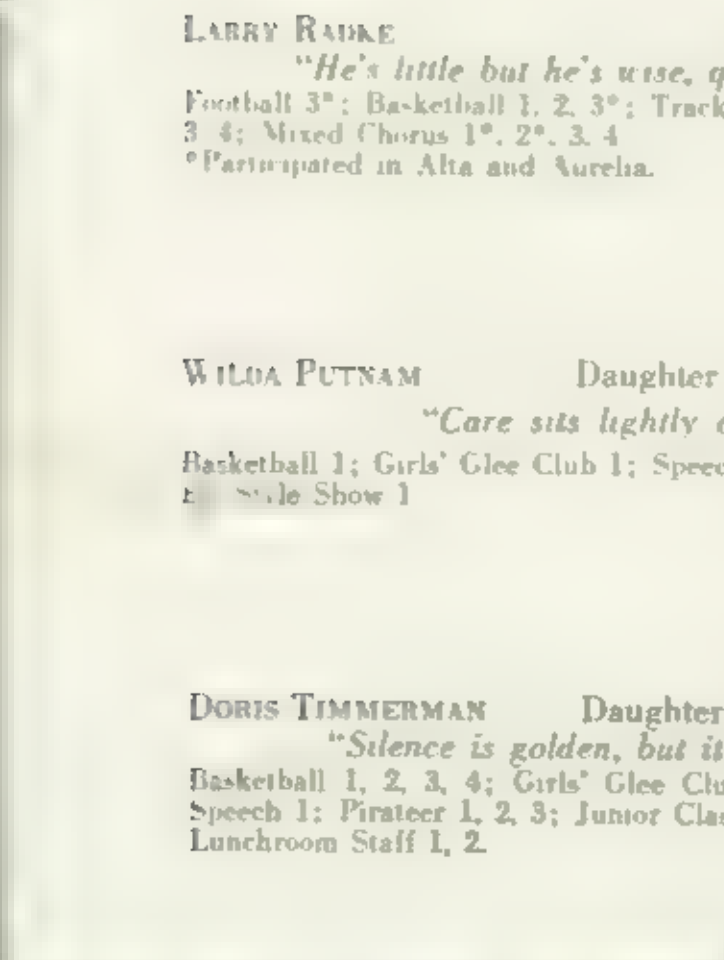 LARRY RADKE
"He's little but he's wise,
Football 3*; Basketball 1, 2, 3*; Track
3 4; Mixed Chorus 1*, 2*, 3, 4
*Participated in Alta and Aurelia.
WILDA PUTNAM Daughter
"Care sits lightly
Basketball 1; Girls' Glee Club 1;
Show 1
DORIS TIMMERMAN Daughter
"Silence is golden, but it
Basketball 1, 2, 3, 4; Girls' Glee
Speech 1; Pirateer 1, 2, 3; Junior
Lunchroom Staff 1, 2.